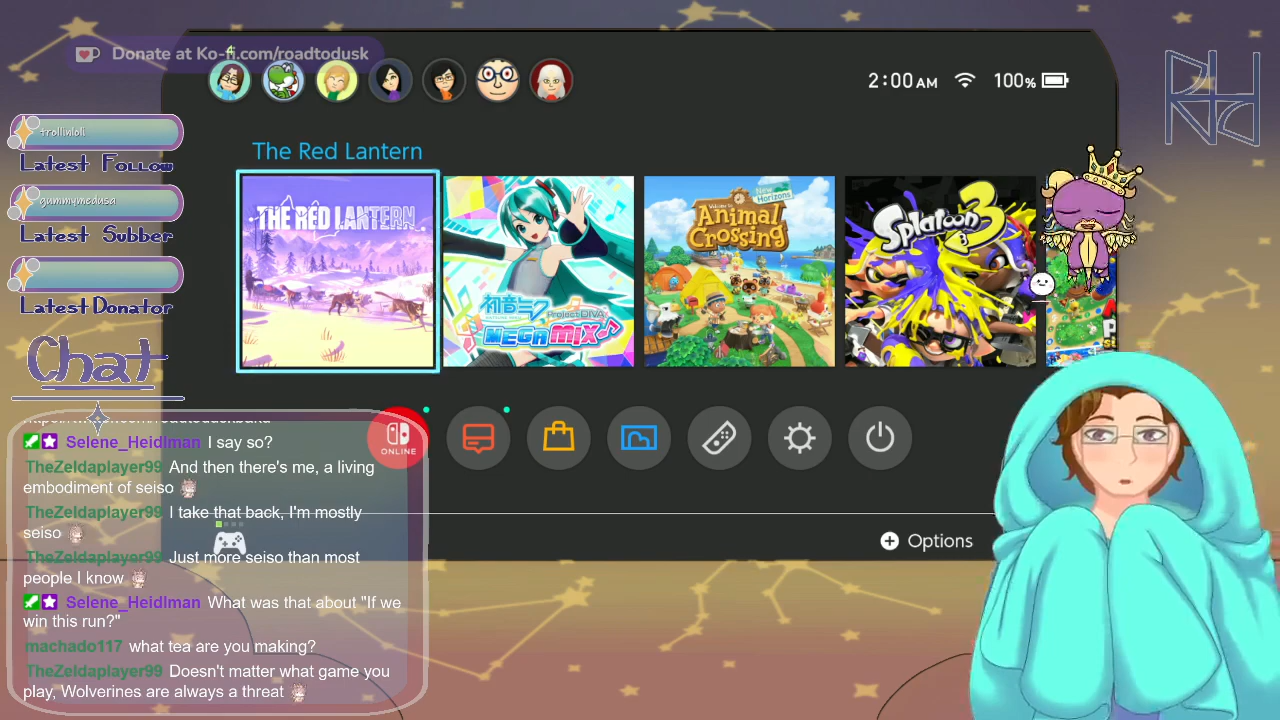 Donate at Ko-fi.com/roadtodusk
2:00 AM
100%
trollinloli
Latest Follow
gummymedusa
Latest Subber
Latest Donator
Chat
The Red Lantern
THE RED LANTERN
初音ミク
Project DIVA
MEGA MIX
Welcome to
Animal
Crossing
New
Horizons
Splatoon 3
ONLINE
Selene_Heidlman I say so?
TheZeldaplayer99 And then there's me, a living
embodiment of seiso
TheZeldaplayer99 I take that back, I'm mostly
seiso
TheZeldaplayer99 Just more seiso than most
people I know
Selene_Heidlman What was that about "If we
win this run?"
machado117 what tea are you making?
TheZeldaplayer99 Doesn't matter what game you
play, Wolverines are always a threat
Options